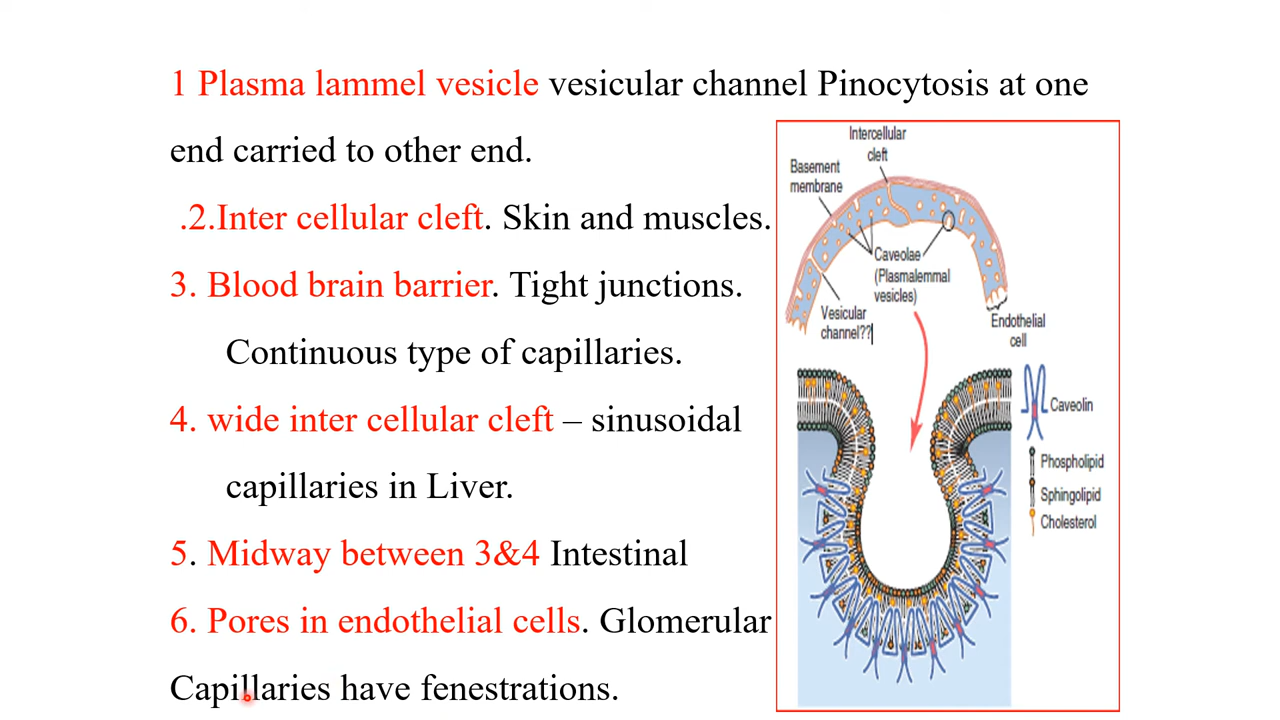 1 Plasma lammel vesicle vesicular channel Pinocytosis at one
end carried to other end.
.2.Inter cellular cleft. Skin and muscles.
3. Blood brain barrier. Tight junctions.
Continuous type of capillaries.
4. wide inter cellular cleft – sinusoidal
capillaries in Liver.
5. Midway between 3&4 Intestinal
6. Pores in endothelial cells. Glomerular
Capillaries have fenestrations.
Intercellular
cleft
Basement
membrane
Caveolae
(Plasmalemmal
vesicles)
Vesicular
channel??
Endothelial
cell
Caveolin
Phospholipid
Sphingolipid
Cholesterol